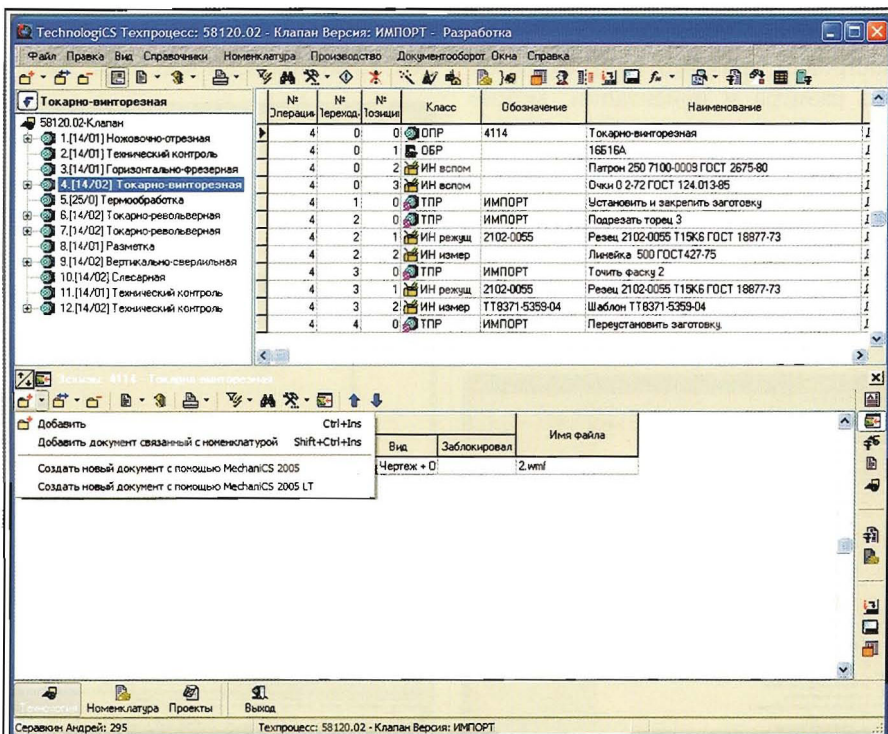 TechnologiCS Техпроцесс: 58120.02 - Клапан Версия: ИМПОРТ - Разработка
Файл Правка Вид Справочники Номенклатура Производство Документооборот Окна Справка
Токарно-винторезная
58120.02-Клапан
1.[14/01] Ножовочно-отрезная
2.[14/01] Технический контроль
3.[14/01] Горизонтально-фрезерная
4.[14/02] Токарно-винторезная
5.[25/0] Термообработка
6.[14/02] Токарно-револьверная
7.[14/02] Токарно-револьверная
8.[14/01] Разметка
9.[14/02] Вертикально-сверлильная
10.[14/02] Слесарная
11.[14/01] Технический контроль
12.[14/02] Технический контроль
№ Операции № Переход. № Позиции Класс Обозначение Наименование
4 0 0 ОПР 4114 Токарно-винторезная
4 0 1 ОБР 16Б16А
4 0 2 ИН вспом Патрон 250 7100-0009 ГОСТ 2675-80
4 0 3 ИН вспом Очки О 2-72 ГОСТ 124.013-85
4 1 0 ТПР ИМПОРТ Установить и закрепить заготовку
4 2 0 ТПР ИМПОРТ Подрезать торец 3
4 2 1 ИН режущ 2102-0055 Резец 2102-0055 Т15К6 ГОСТ 18877-73
4 2 2 ИН измер Линейка 500 ГОСТ427-75
4 3 0 ТПР ИМПОРТ Точить фаску 2
4 3 1 ИН режущ 2102-0055 Резец 2102-0055 Т15К6 ГОСТ 18877-73
4 3 2 ИН измер ТТ8371-5359-04 Шаблон ТТ8371-5359-04
4 4 0 ТПР ИМПОРТ Переустановить заготовку.
Эскизы: 4114 - Токарно-винторезная
Добавить Ctrl+Ins
Добавить документ связанный с номенклатурой Shift+Ctrl+Ins
Создать новый документ с помощью MechaniCS 2005
Создать новый документ с помощью MechaniCS 2005 LT
Вид Заблокировал Имя файла
Чертеж + О 2.wmf
Технология Номенклатура Проекты Выход
Серавкин Андрей: 295 Техпроцесс: 58120.02 - Клапан Версия: ИМПОРТ